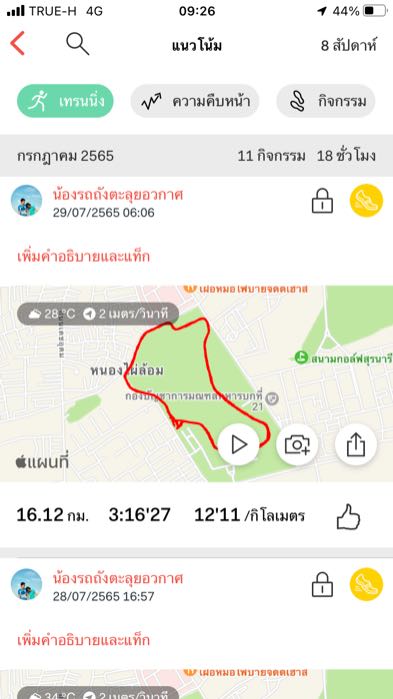 TRUE-H 4G 09:26 44%
แนวโน้ม 8 สัปดาห์
เทรนนิ่ง ความคืบหน้า กิจกรรม
กรกฎาคม 2565 11 กิจกรรม 18 ชั่วโมง
น้องรถถังตะลุยอวกาศ
29/07/2565 06:06
เพิ่มคำอธิบายและแท็ก
28°C 2 เมตร/วินาที
สนามกอล์ฟสุรนารี
หนองไผ่ล้อม
กองบัญชาการมณฑลทหารบกที่
21
แผนที่
16.12 กม. 3:16'27 12'11 /กิโลเมตร
น้องรถถังตะลุยอวกาศ
28/07/2565 16:57
เพิ่มคำอธิบายและแท็ก
34°C 2 เมตร/วินาที